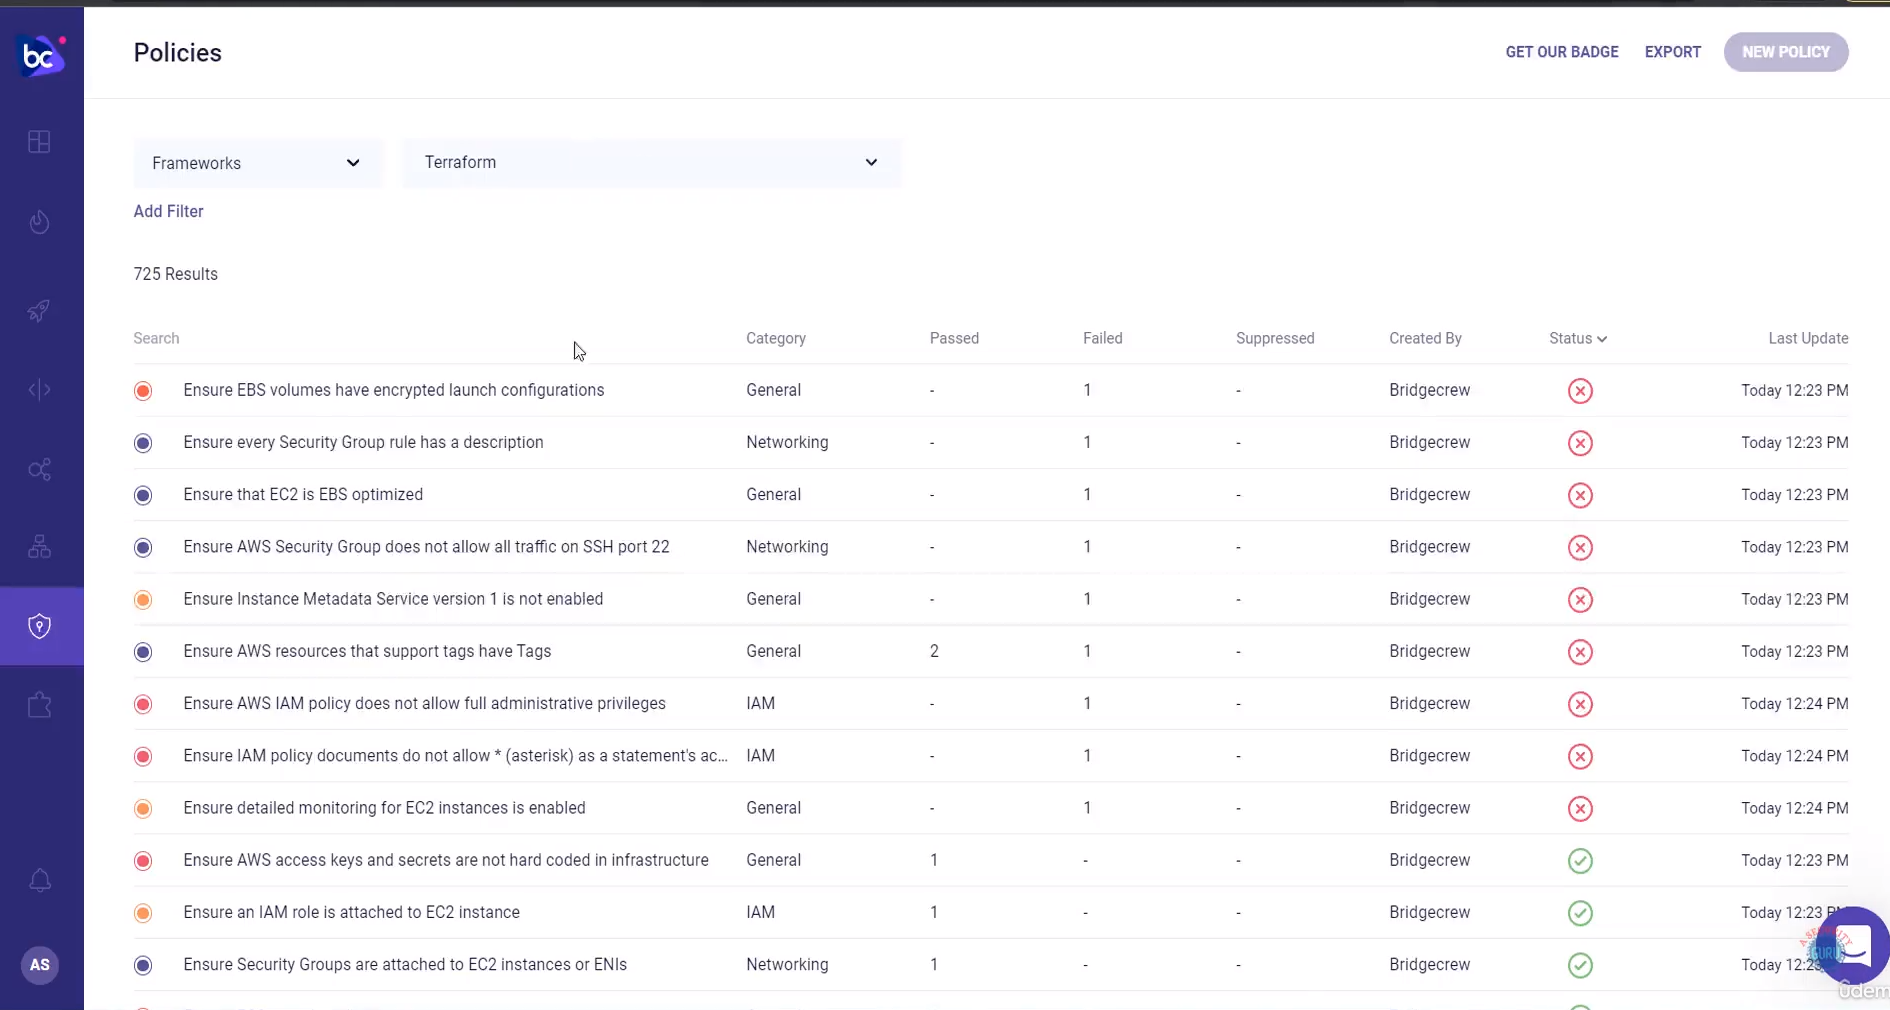 bc
Policies
GET OUR BADGE EXPORT NEW POLICY
Frameworks Terraform
Add Filter
725 Results
Search Category Passed Failed Suppressed Created By Status Last Update
Ensure EBS volumes have encrypted launch configurations General - 1 - Bridgecrew Today 12:23 PM
Ensure every Security Group rule has a description Networking - 1 - Bridgecrew Today 12:23 PM
Ensure that EC2 is EBS optimized General - 1 - Bridgecrew Today 12:23 PM
Ensure AWS Security Group does not allow all traffic on SSH port 22 Networking - 1 - Bridgecrew Today 12:23 PM
Ensure Instance Metadata Service version 1 is not enabled General - 1 - Bridgecrew Today 12:23 PM
Ensure AWS resources that support tags have Tags General 2 1 - Bridgecrew Today 12:23 PM
Ensure AWS IAM policy does not allow full administrative privileges IAM - 1 - Bridgecrew Today 12:24 PM
Ensure IAM policy documents do not allow * (asterisk) as a statement's ac... IAM - 1 - Bridgecrew Today 12:24 PM
Ensure detailed monitoring for EC2 instances is enabled General - 1 - Bridgecrew Today 12:24 PM
Ensure AWS access keys and secrets are not hard coded in infrastructure General 1 - - Bridgecrew Today 12:23 PM
Ensure an IAM role is attached to EC2 instance IAM 1 - - Bridgecrew Today 12:23 PM
Ensure Security Groups are attached to EC2 instances or ENIs Networking 1 - - Bridgecrew Today 12:23
AS
A SECURITY
GURU
ûdem